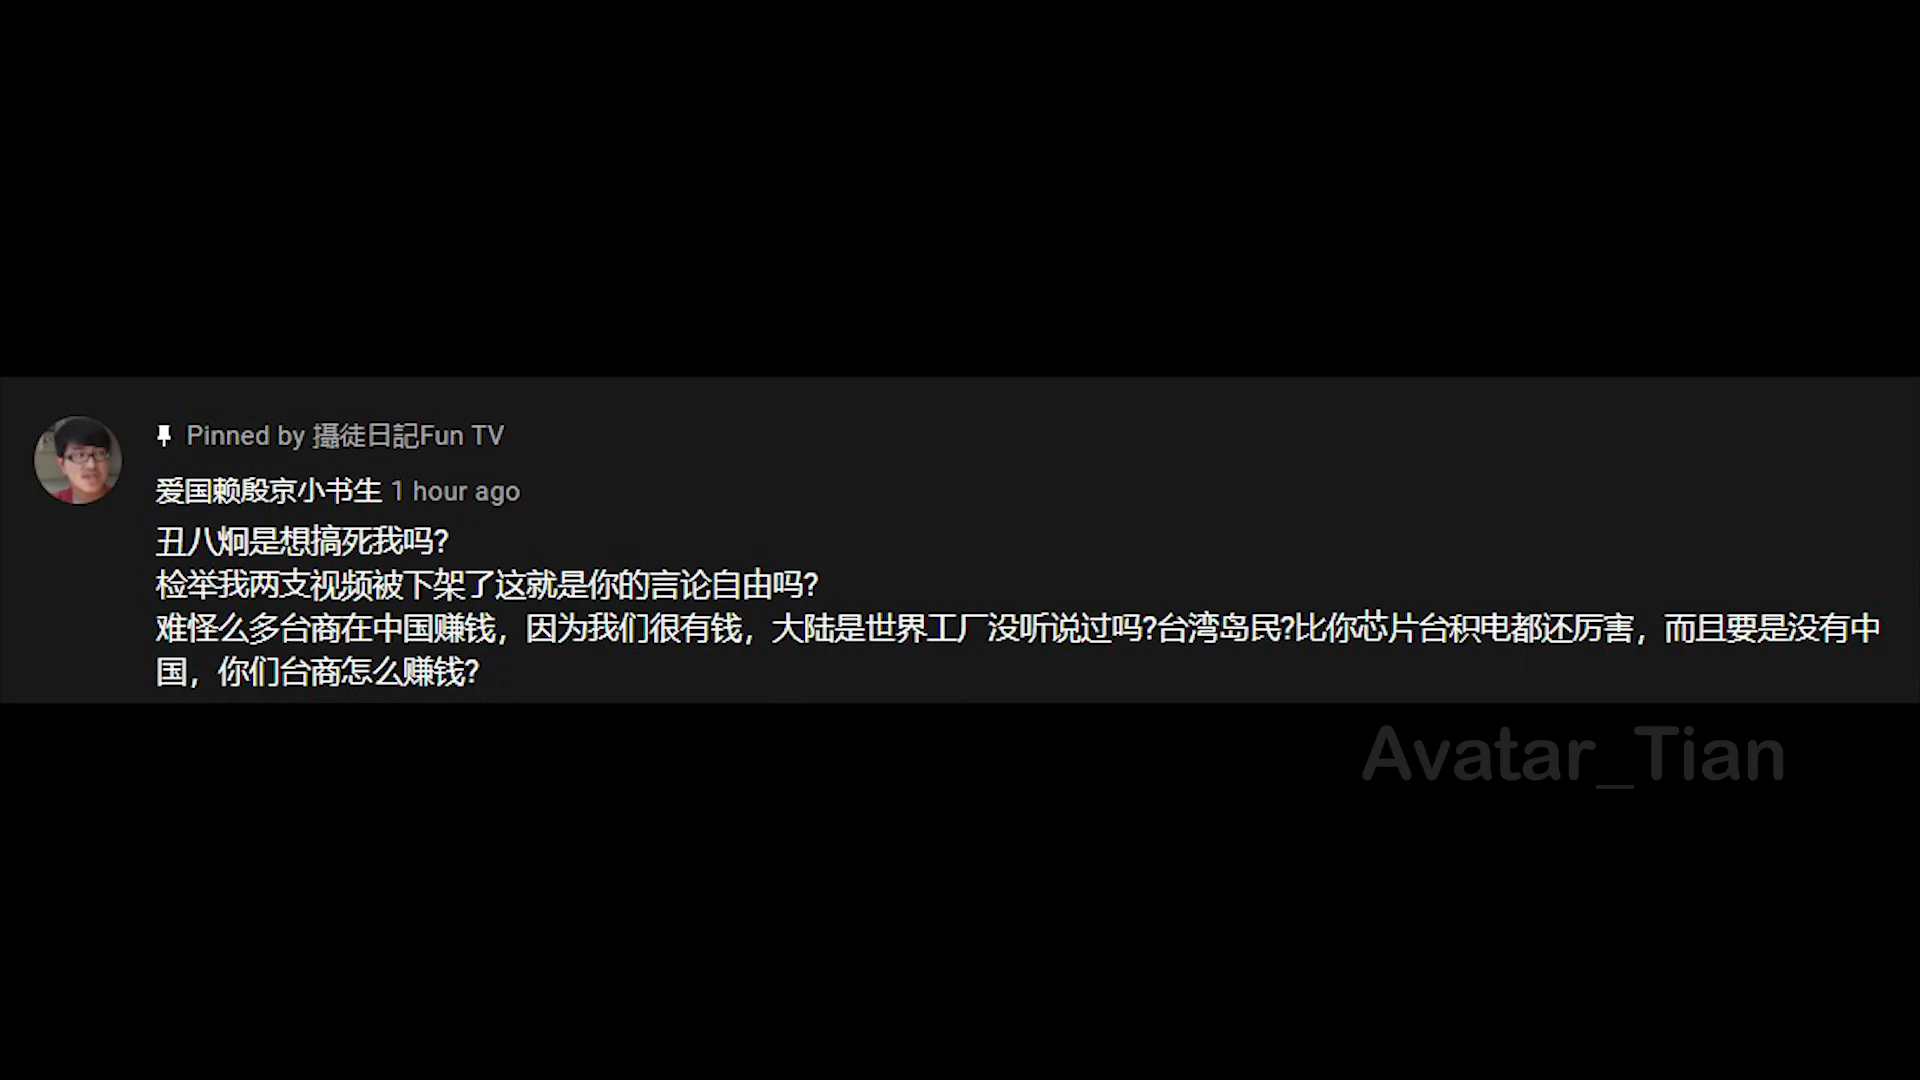 Pinned by 攝徒日記Fun TV
爱国赖殷京小书生 1 hour ago
丑八炯是想搞死我吗?
检举我两支视频被下架了这就是你的言论自由吗?
难怪么多台商在中国赚钱，因为我们很有钱，大陆是世界工厂没听说过吗?台湾岛民?比你芯片台积电都还厉害，而且要是没有中
国，你们台商怎么赚钱?
Avatar_Tian